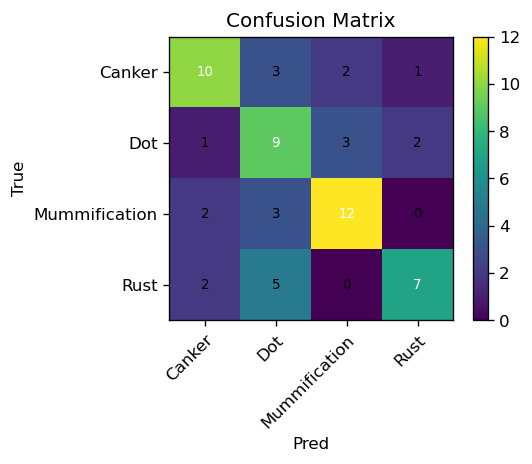 Confusion Matrix
True
Canker 10 3 2 1
Dot 1 9 3 2
Mummification 2 3 12 0
Rust 2 5 0 7
Canker Dot Mummification Rust
Pred
12
10
8
6
4
2
0